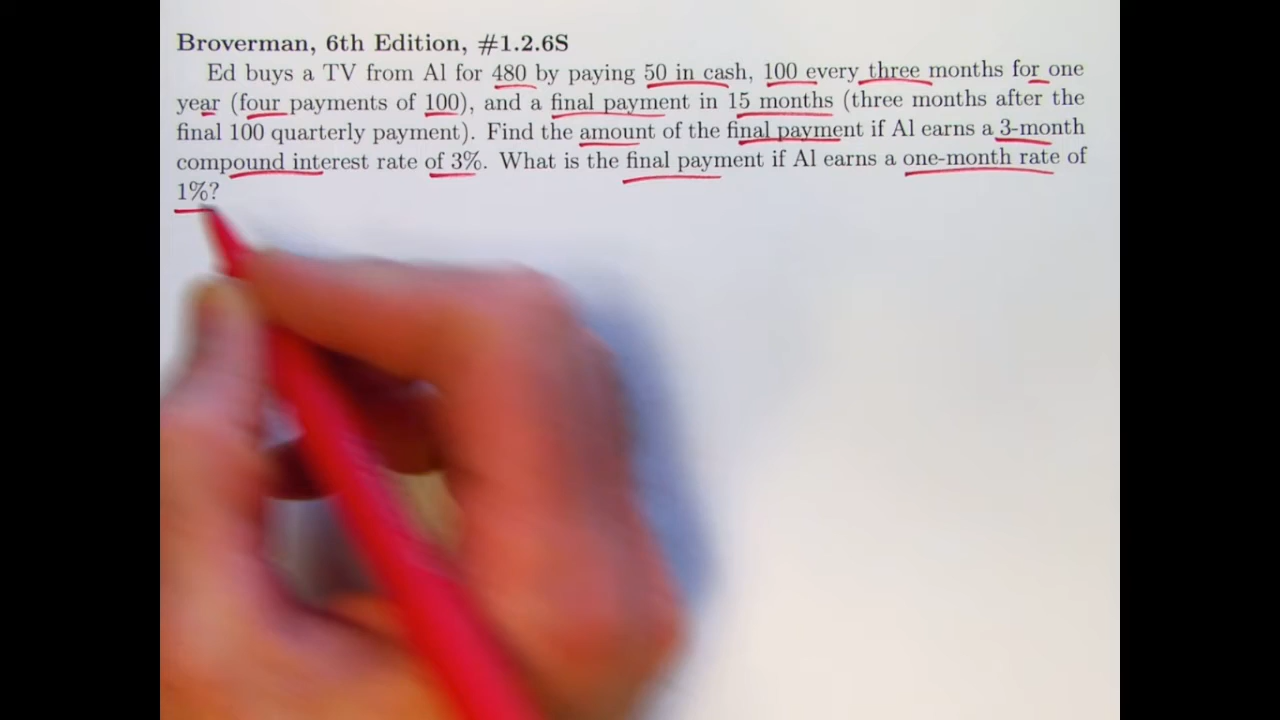 Broverman, 6th Edition, #1.2.6S
Ed buys a TV from Al for 480 by paying 50 in cash, 100 every three months for one
year (four payments of 100), and a final payment in 15 months (three months after the
final 100 quarterly payment). Find the amount of the final payment if Al earns a 3-month
compound interest rate of 3%. What is the final payment if Al earns a one-month rate of
1%?